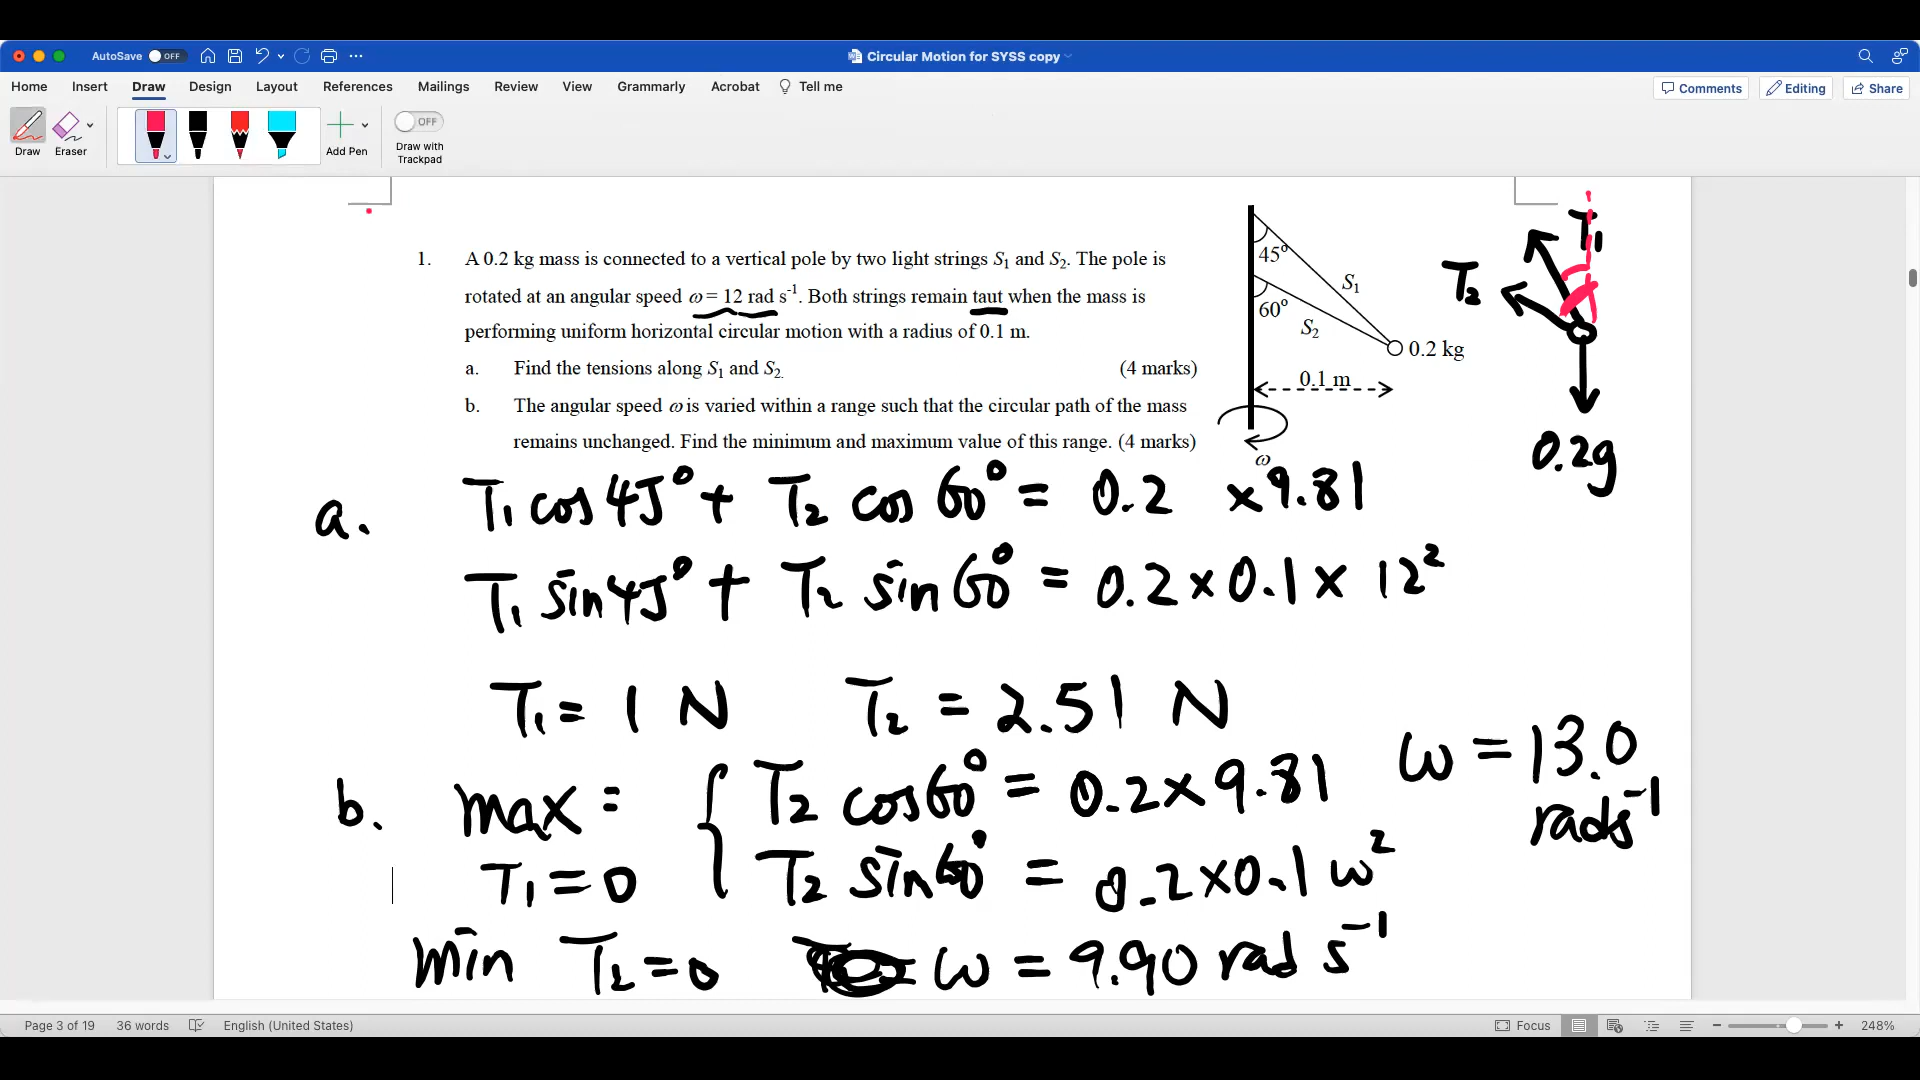 AutoSave OFF
Circular Motion for SYSS copy
Home Insert Draw Design Layout References Mailings Review View Grammarly Acrobat Tell me
Comments Editing Share
Draw Eraser Add Pen OFF Draw with Trackpad
1. A 0.2 kg mass is connected to a vertical pole by two light strings S₁ and S₂. The pole is
rotated at an angular speed ω = 12 rad s⁻¹. Both strings remain taut when the mass is
performing uniform horizontal circular motion with a radius of 0.1 m.
a. Find the tensions along S₁ and S₂. (4 marks)
b. The angular speed ω is varied within a range such that the circular path of the mass
remains unchanged. Find the minimum and maximum value of this range. (4 marks)
45°
S₁
60°
S₂
0.2 kg
0.1 m
ω
T₁
T₂
0.2g
a. T₁ cos 45° + T₂ cos 60° = 0.2 × 9.81
T₁ sin 45° + T₂ sin 60° = 0.2 × 0.1 × 12²
T₁ = 1 N T₂ = 2.51 N
b. max : T₂ cos 60° = 0.2 × 9.81
ω = 13.0 rad s⁻¹
T₁ = 0 T₂ sin 60° = 0.2 × 0.1 ω²
min T₂ = 0 ω = 9.90 rad s⁻¹
Page 3 of 19 36 words English (United States) Focus 248%